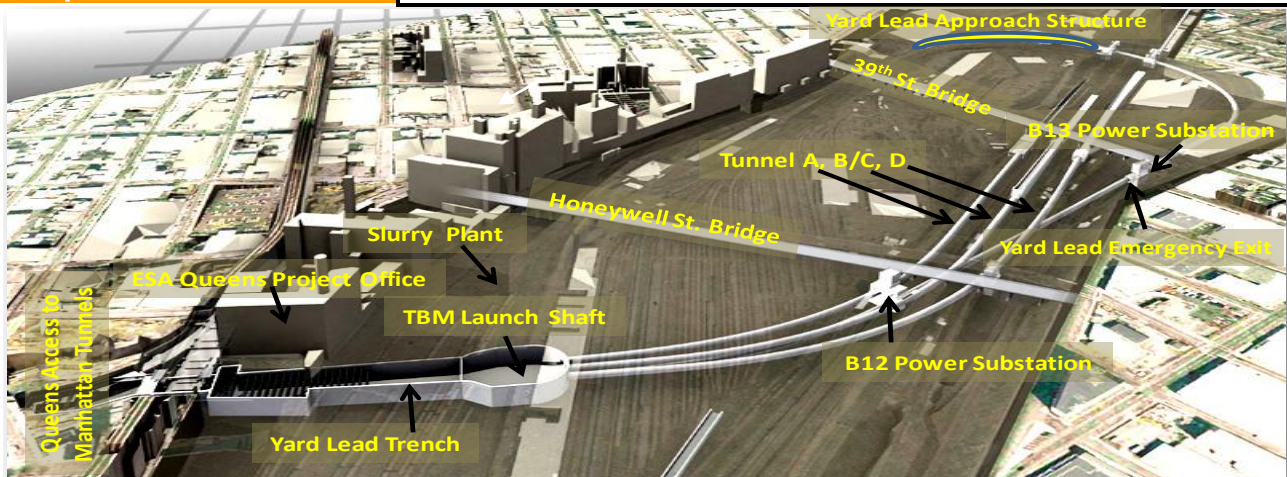 Yard Lead Approach Structure
39th St. Bridge
B13 Power Substation
Tunnel A, B/C, D
Honeywell St. Bridge
Slurry Plant
Yard Lead Emergency Exit
ESA Queens Project Office
TBM Launch Shaft
Queens Access to
Manhattan Tunnels
B12 Power Substation
Yard Lead Trench